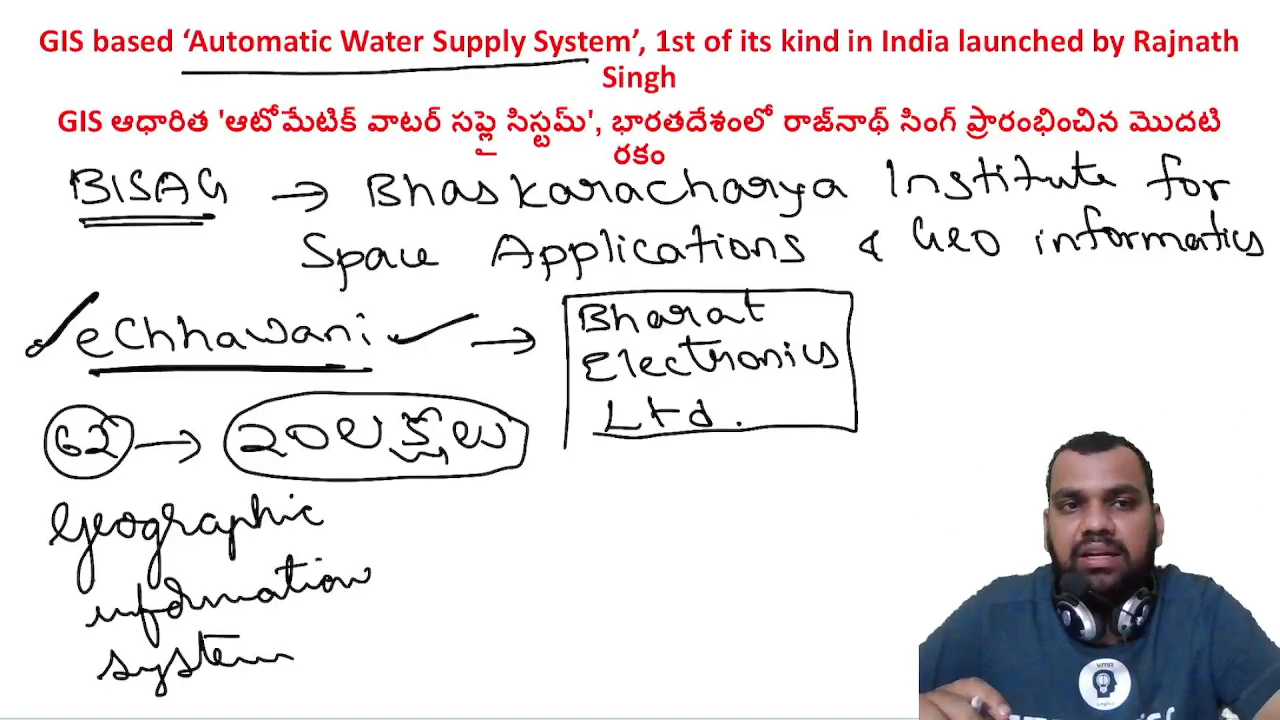 GIS based ‘Automatic Water Supply System’, 1st of its kind in India launched by Rajnath
Singh
GIS ఆధారిత 'ఆటోమేటిక్ వాటర్ సప్లై సిస్టమ్', భారతదేశంలో రాజ్‌నాథ్ సింగ్ ప్రారంభించిన మొదటి
రకం
BISAG → Bhaskaracharya Institute for
Space Applications & Geo informatics
eChhawani → Bharat
Electronics
Ltd.
62 → 20 లక్షలు
Geographic
information
system
VMR